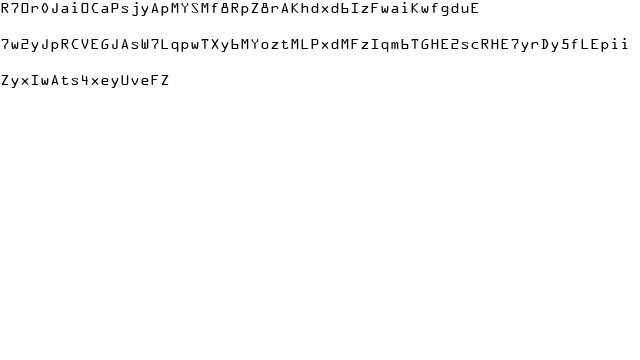 R7Or0JaiOCaPsjyApMYSMf8RpZ8rAKhdxd6IzFwaiKwfgduE
7w2yJpRCVEGJAsW7LqpwTXy6MYoztMLPxdMFzIqm6TGHE2scRHE7yrDy5fLEpii
ZyxIwAts4xeyUveFZ